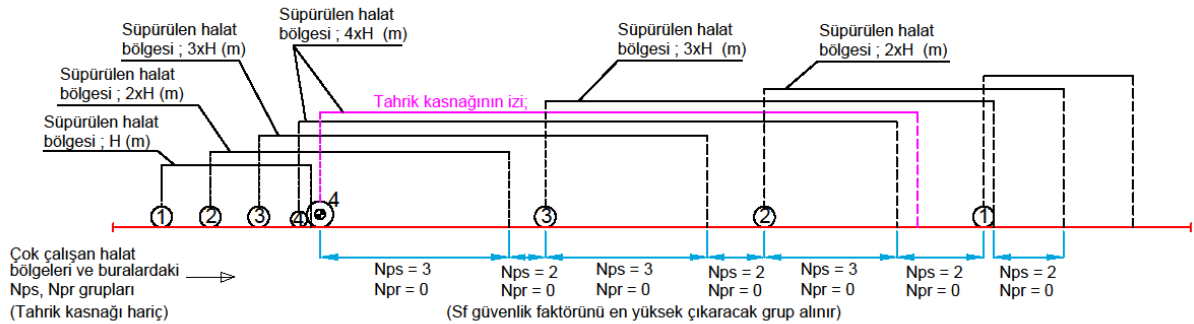 Süpürülen halat
bölgesi ; 3xH (m)
Süpürülen halat
bölgesi ; 4xH (m)
Süpürülen halat
bölgesi ; 3xH (m)
Süpürülen halat
bölgesi ; 2xH (m)
Süpürülen halat
bölgesi ; 2xH (m)
Tahrik kasnağının izi;
Süpürülen halat
bölgesi ; H (m)
1
2
3
4
4
3
2
1
Çok çalışan halat
bölgeleri ve buralardaki
Nps, Npr grupları
(Tahrik kasnağı hariç)
Nps = 3
Npr = 0
Nps = 2
Npr = 0
Nps = 3
Npr = 0
Nps = 2
Npr = 0
Nps = 3
Npr = 0
Nps = 2
Npr = 0
Nps = 2
Npr = 0
(Sf güvenlik faktörünü en yüksek çıkaracak grup alınır)